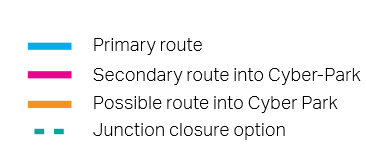 Primary route
Secondary route into Cyber-Park
Possible route into Cyber Park
Junction closure option